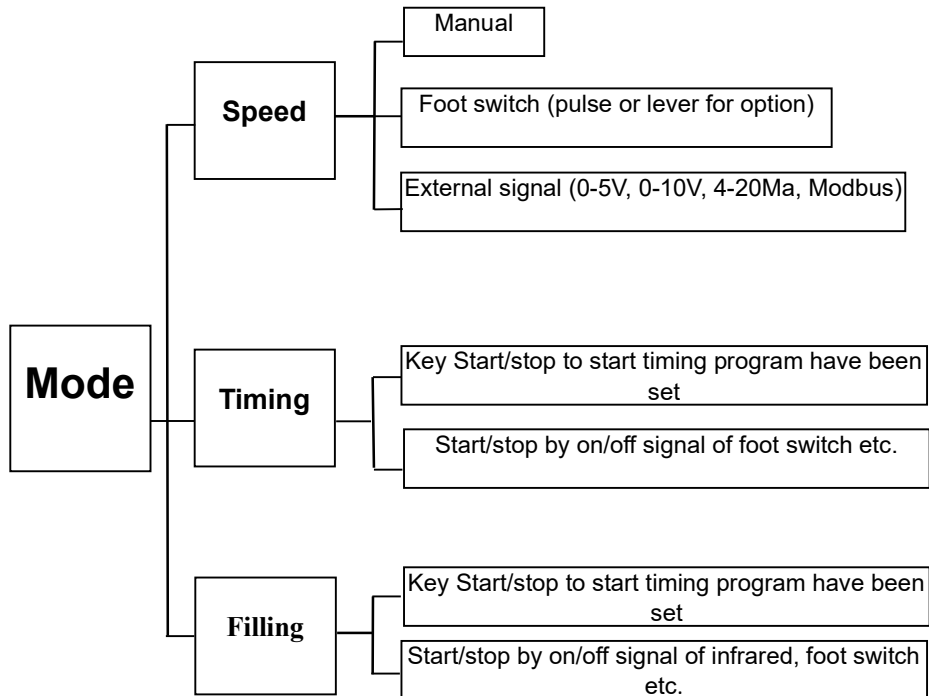 Mode
Speed
Manual
Foot switch (pulse or lever for option)
External signal (0-5V, 0-10V, 4-20Ma, Modbus)
Timing
Key Start/stop to start timing program have been
set
Start/stop by on/off signal of foot switch etc.
Filling
Key Start/stop to start timing program have been
set
Start/stop by on/off signal of infrared, foot switch
etc.